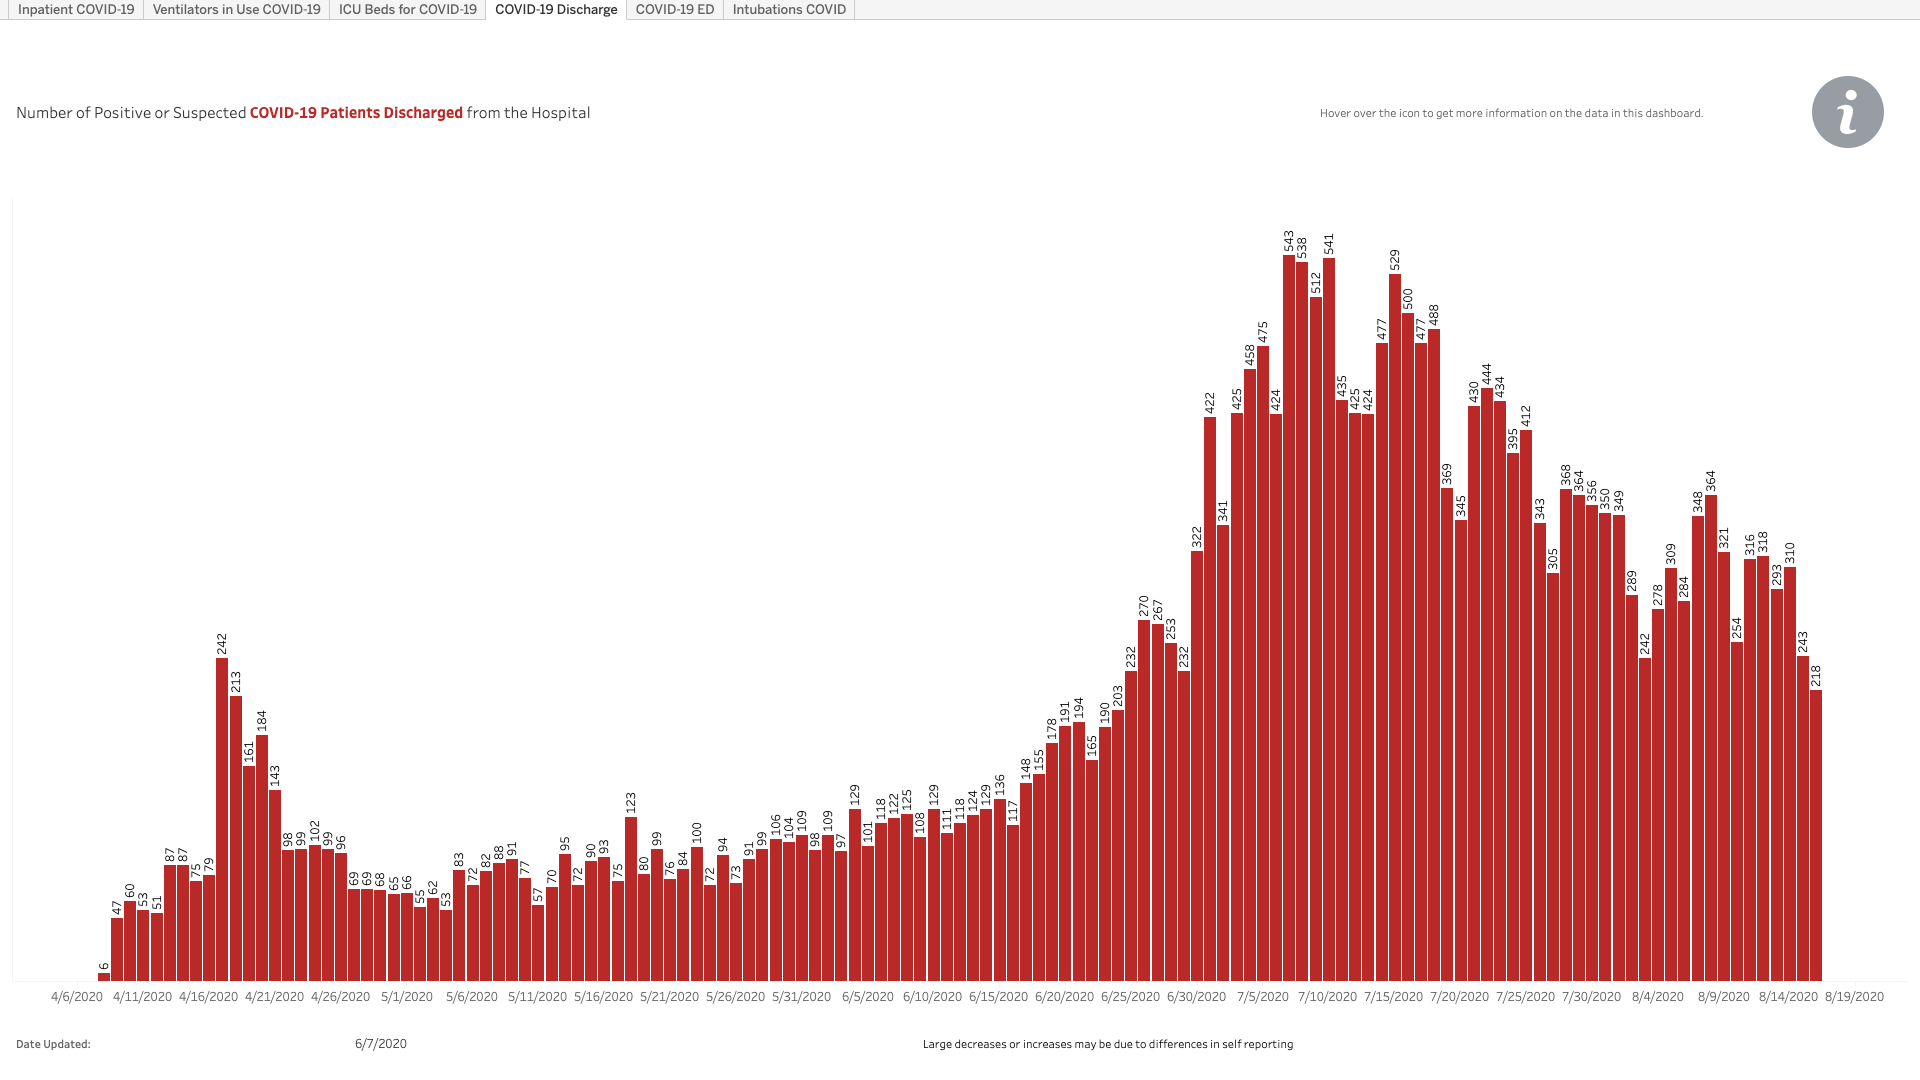 Inpatient COVID-19 Ventilators in Use COVID-19 ICU Beds for COVID-19 COVID-19 Discharge COVID-19 ED Intubations COVID
Number of Positive or Suspected COVID-19 Patients Discharged from the Hospital
Hover over the icon to get more information on the data in this dashboard.
i
6 47 60 53 51 87 87 75 79 242 213 161 184 143 98 99 102 99 96 69 69 68 65 66 55 62 53 83 72 82 88 91 77 57 70 95 72 90 93 75 123 80 99 76 84 100 72 94 73 91 99 106 104 109 98 109 97 129 101 118 122 125 108 129 111 118 124 129 136 117 148 155 178 191 194 165 190 203 232 270 267 253 232 322 422 341 425 458 475 424 543 538 512 541 435 425 424 477 529 500 477 488 369 345 430 444 434 395 412 343 305 368 364 356 350 349 289 242 278 309 284 348 364 321 254 316 318 293 310 243 218
4/6/2020 4/11/2020 4/16/2020 4/21/2020 4/26/2020 5/1/2020 5/6/2020 5/11/2020 5/16/2020 5/21/2020 5/26/2020 5/31/2020 6/5/2020 6/10/2020 6/15/2020 6/20/2020 6/25/2020 6/30/2020 7/5/2020 7/10/2020 7/15/2020 7/20/2020 7/25/2020 7/30/2020 8/4/2020 8/9/2020 8/14/2020 8/19/2020
Date Updated: 6/7/2020
Large decreases or increases may be due to differences in self reporting